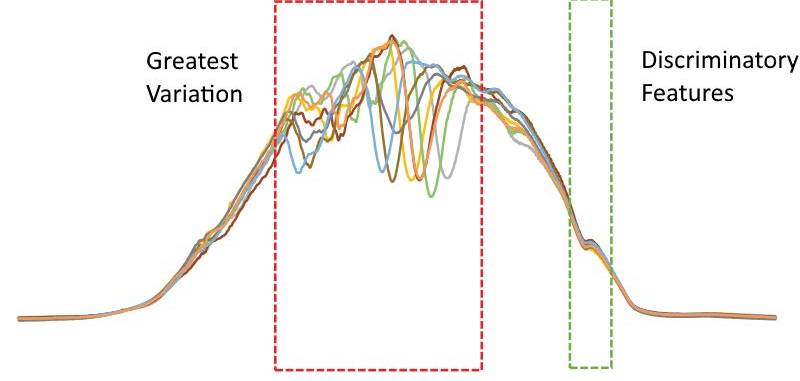 Greatest
Variation
Discriminatory
Features